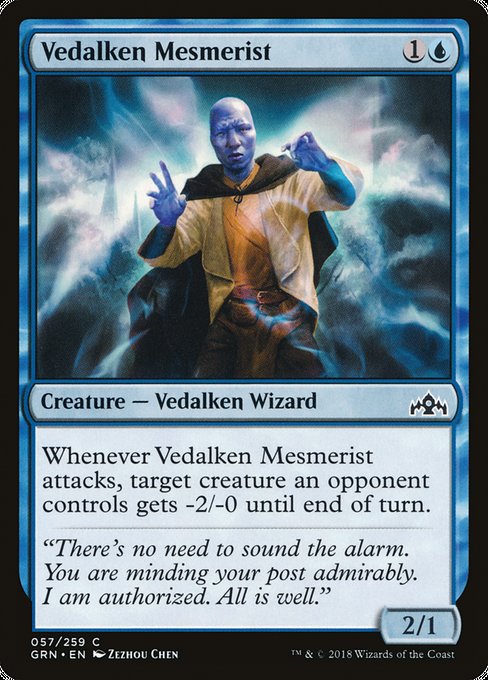 Vedalken Mesmerist 1
Creature — Vedalken Wizard
Whenever Vedalken Mesmerist
attacks, target creature an opponent
controls gets -2/-0 until end of turn.
“There’s no need to sound the alarm.
You are minding your post admirably.
I am authorized. All is well.”
2/1
057/259 C
GRN • EN Zezhou Chen
™ & © 2018 Wizards of the Coast